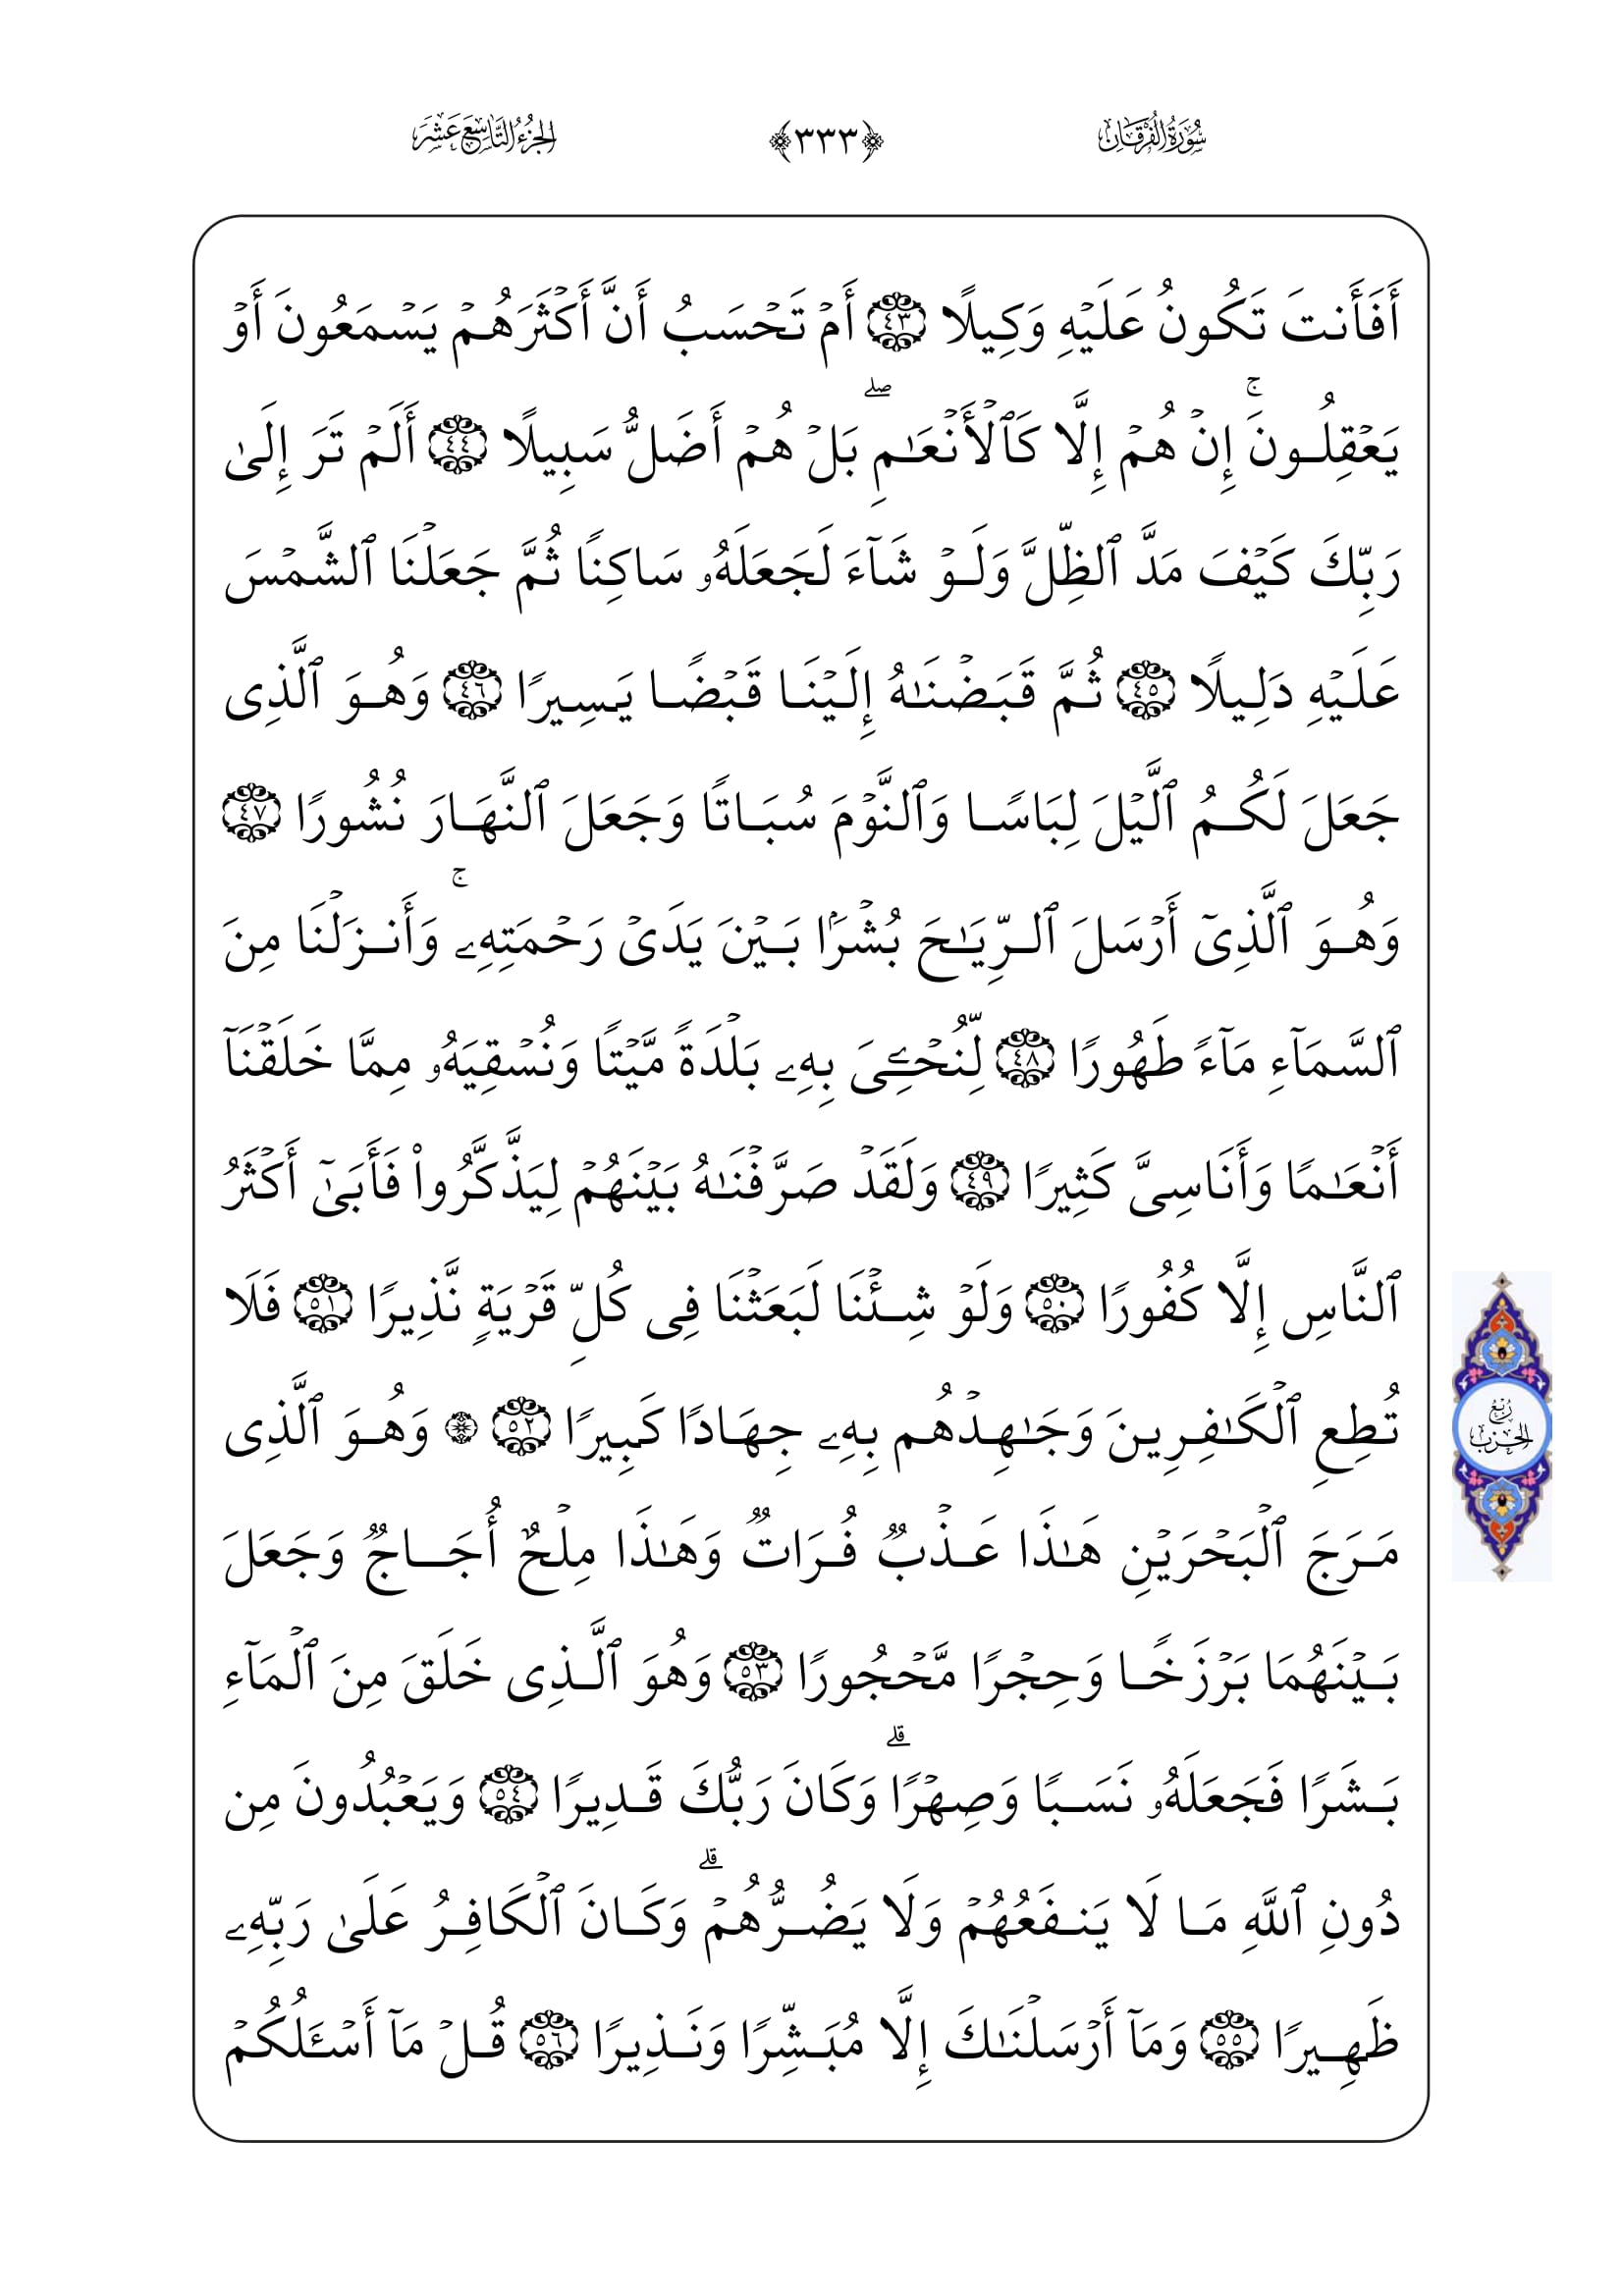 سُورَةُ الْفُرْقَانِ ﴿٣٣٣﴾ الجُزْءُ التَّاسِعَ عَشَرَ
أَفَأَنتَ تَكُونُ عَلَيۡهِ وَكِيلًا ٤٣ أَمۡ تَحۡسَبُ أَنَّ أَكۡثَرَهُمۡ يَسۡمَعُونَ أَوۡ
يَعۡقِلُونَۚ إِنۡ هُمۡ إِلَّا كَٱلۡأَنۡعَٰمِۖ بَلۡ هُمۡ أَضَلُّ سَبِيلًا ٤٤ أَلَمۡ تَرَ إِلَىٰ
رَبِّكَ كَيۡفَ مَدَّ ٱلظِّلَّ وَلَوۡ شَآءَ لَجَعَلَهُۥ سَاكِنًا ثُمَّ جَعَلۡنَا ٱلشَّمۡسَ
عَلَيۡهِ دَلِيلًا ٤٥ ثُمَّ قَبَضۡنَٰهُ إِلَيۡنَا قَبۡضًا يَسِيرًا ٤٦ وَهُوَ ٱلَّذِى
جَعَلَ لَكُمُ ٱلَّيۡلَ لِبَاسًا وَٱلنَّوۡمَ سُبَاتًا وَجَعَلَ ٱلنَّهَارَ نُشُورًا ٤٧
وَهُوَ ٱلَّذِىٓ أَرۡسَلَ ٱلرِّيَٰحَ بُشۡرَۢا بَيۡنَ يَدَىۡ رَحۡمَتِهِۦۚ وَأَنزَلۡنَا مِنَ
ٱلسَّمَآءِ مَآءً طَهُورًا ٤٨ لِّنُحۡـِۧىَ بِهِۦ بَلۡدَةً مَّيۡتًا وَنُسۡقِيَهُۥ مِمَّا خَلَقۡنَآ
أَنۡعَٰمًا وَأَنَاسِىَّ كَثِيرًا ٤٩ وَلَقَدۡ صَرَّفۡنَٰهُ بَيۡنَهُمۡ لِيَذَّكَّرُواْ فَأَبَىٰٓ أَكۡثَرُ
ٱلنَّاسِ إِلَّا كُفُورًا ٥٠ وَلَوۡ شِئۡنَا لَبَعَثۡنَا فِى كُلِّ قَرۡيَةٍ نَّذِيرًا ٥١ فَلَا
تُطِعِ ٱلۡكَٰفِرِينَ وَجَٰهِدۡهُم بِهِۦ جِهَادًا كَبِيرًا ٥٢ ۞ وَهُوَ ٱلَّذِى
رُبْعُ الحِزْبِ
مَرَجَ ٱلۡبَحۡرَيۡنِ هَٰذَا عَذۡبٌ فُرَاتٌ وَهَٰذَا مِلۡحٌ أُجَاجٌ وَجَعَلَ
بَيۡنَهُمَا بَرۡزَخًا وَحِجۡرًا مَّحۡجُورًا ٥٣ وَهُوَ ٱلَّذِى خَلَقَ مِنَ ٱلۡمَآءِ
بَشَرًا فَجَعَلَهُۥ نَسَبًا وَصِهۡرًاۗ وَكَانَ رَبُّكَ قَدِيرًا ٥٤ وَيَعۡبُدُونَ مِن
دُونِ ٱللَّهِ مَا لَا يَنفَعُهُمۡ وَلَا يَضُرُّهُمۡۗ وَكَانَ ٱلۡكَافِرُ عَلَىٰ رَبِّهِۦ
ظَهِيرًا ٥٥ وَمَآ أَرۡسَلۡنَٰكَ إِلَّا مُبَشِّرًا وَنَذِيرًا ٥٦ قُلۡ مَآ أَسۡـَٔلُكُمۡ